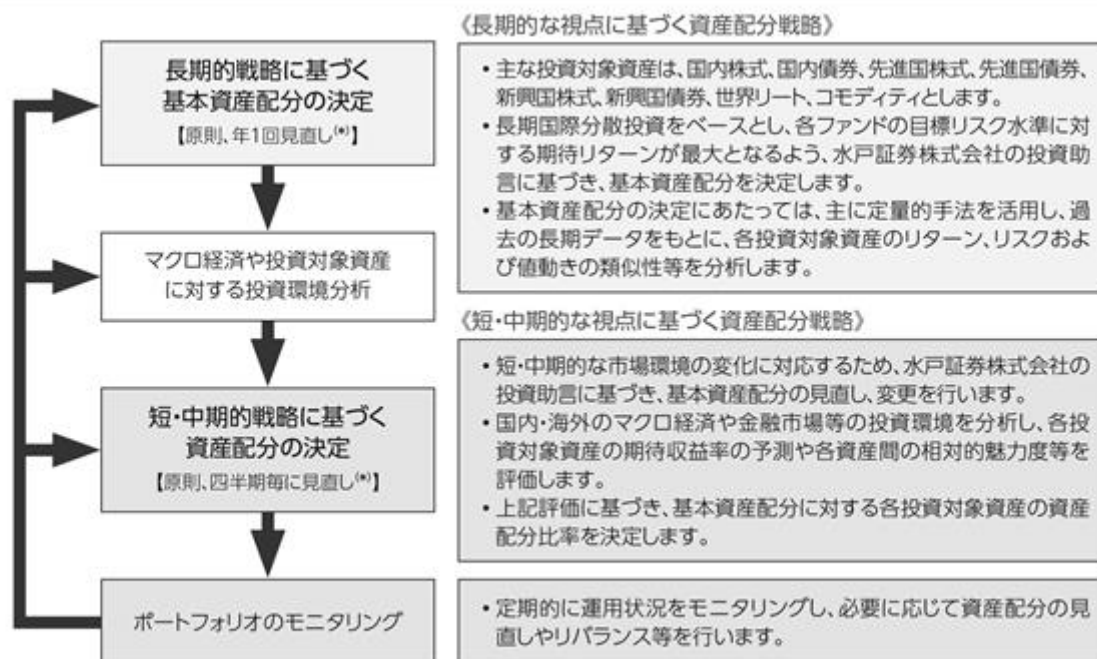 長期的戦略に基づく
基本資産配分の決定
【原則、年1回見直し(*)】
マクロ経済や投資対象資産
に対する投資環境分析
短・中期的戦略に基づく
資産配分の決定
【原則、四半期毎に見直し(*)】
ポートフォリオのモニタリング
《長期的な視点に基づく資産配分戦略》
・主な投資対象資産は、国内株式、国内債券、先進国株式、先進国債券、
新興国株式、新興国債券、世界リート、コモディティとします。
・長期国際分散投資をベースとし、各ファンドの目標リスク水準に対
する期待リターンが最大となるよう、水戸証券株式会社の投資助
言に基づき、基本資産配分を決定します。
・基本資産配分の決定にあたっては、主に定量的手法を活用し、過
去の長期データをもとに、各投資対象資産のリターン、リスクおよ
び値動きの類似性等を分析します。
《短・中期的な視点に基づく資産配分戦略》
・短・中期的な市場環境の変化に対応するため、水戸証券株式会社の
投資助言に基づき、基本資産配分の見直し、変更を行います。
・国内・海外のマクロ経済や金融市場等の投資環境を分析し、各投
資対象資産の期待収益率の予測や各資産間の相対的魅力度等を
評価します。
・上記評価に基づき、基本資産配分に対する各投資対象資産の資産
配分比率を決定します。
・定期的に運用状況をモニタリングし、必要に応じて資産配分の見
直しやリバランス等を行います。